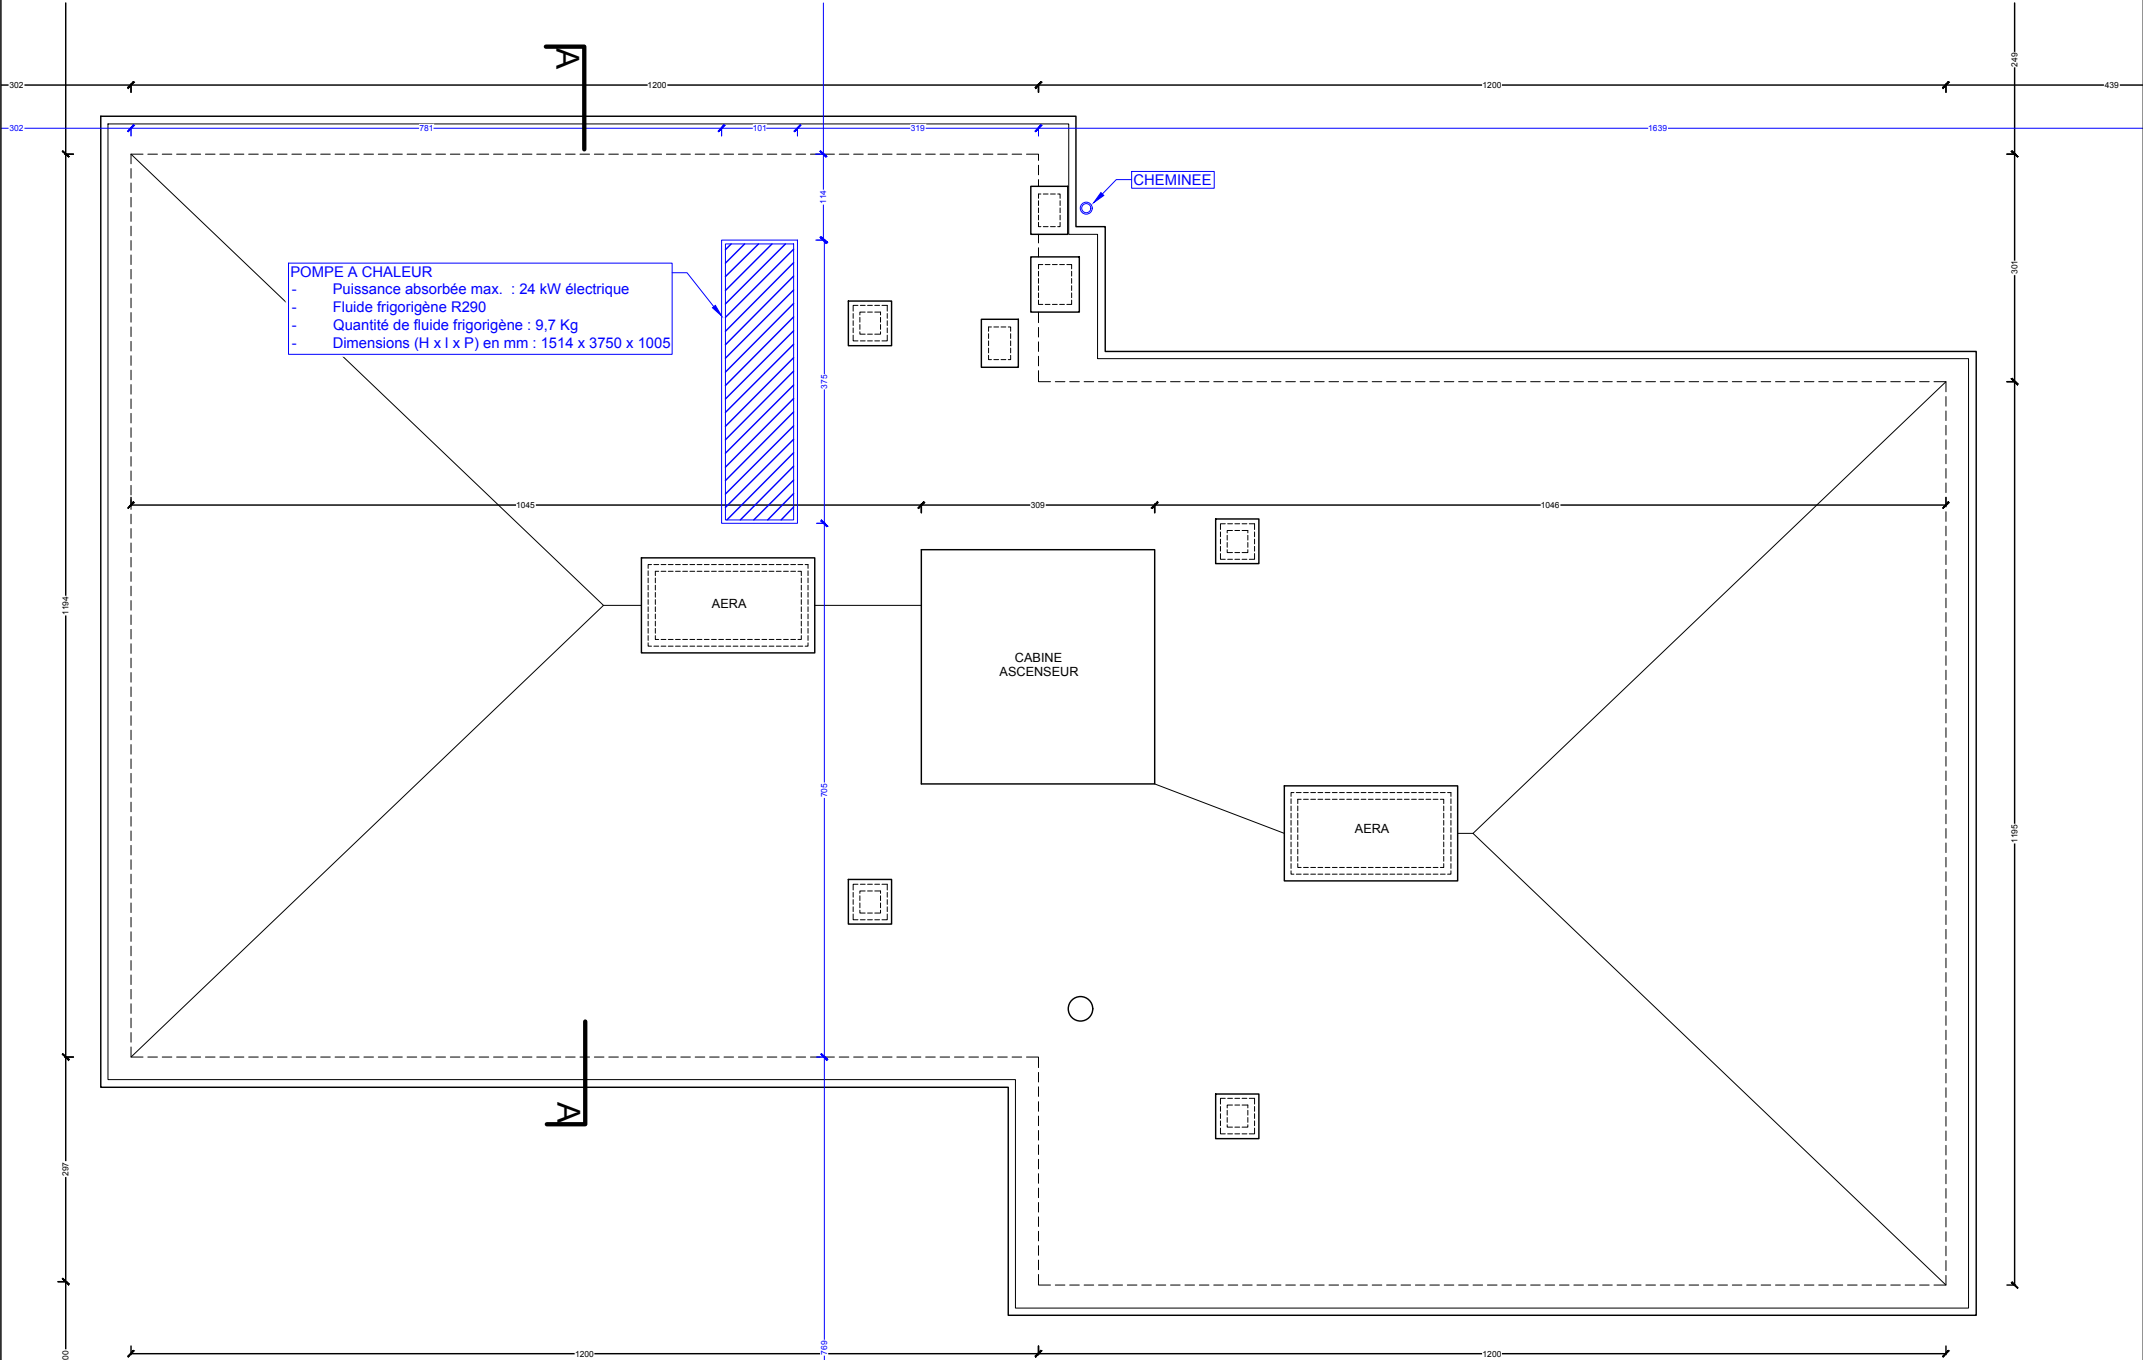 249
A
302
1200
1200
439
302
781
101
319
1639
CHEMINEE
114
301
POMPE A CHALEUR
- Puissance absorbée max. : 24 kW électrique
- Fluide frigorigène R290
- Quantité de fluide frigorigène : 9,7 Kg
- Dimensions (H x l x P) en mm : 1514 x 3750 x 1005
375
1045
309
1046
1194
AERA
CABINE
ASCENSEUR
705
AERA
1195
A
297
769
00
1200
1200